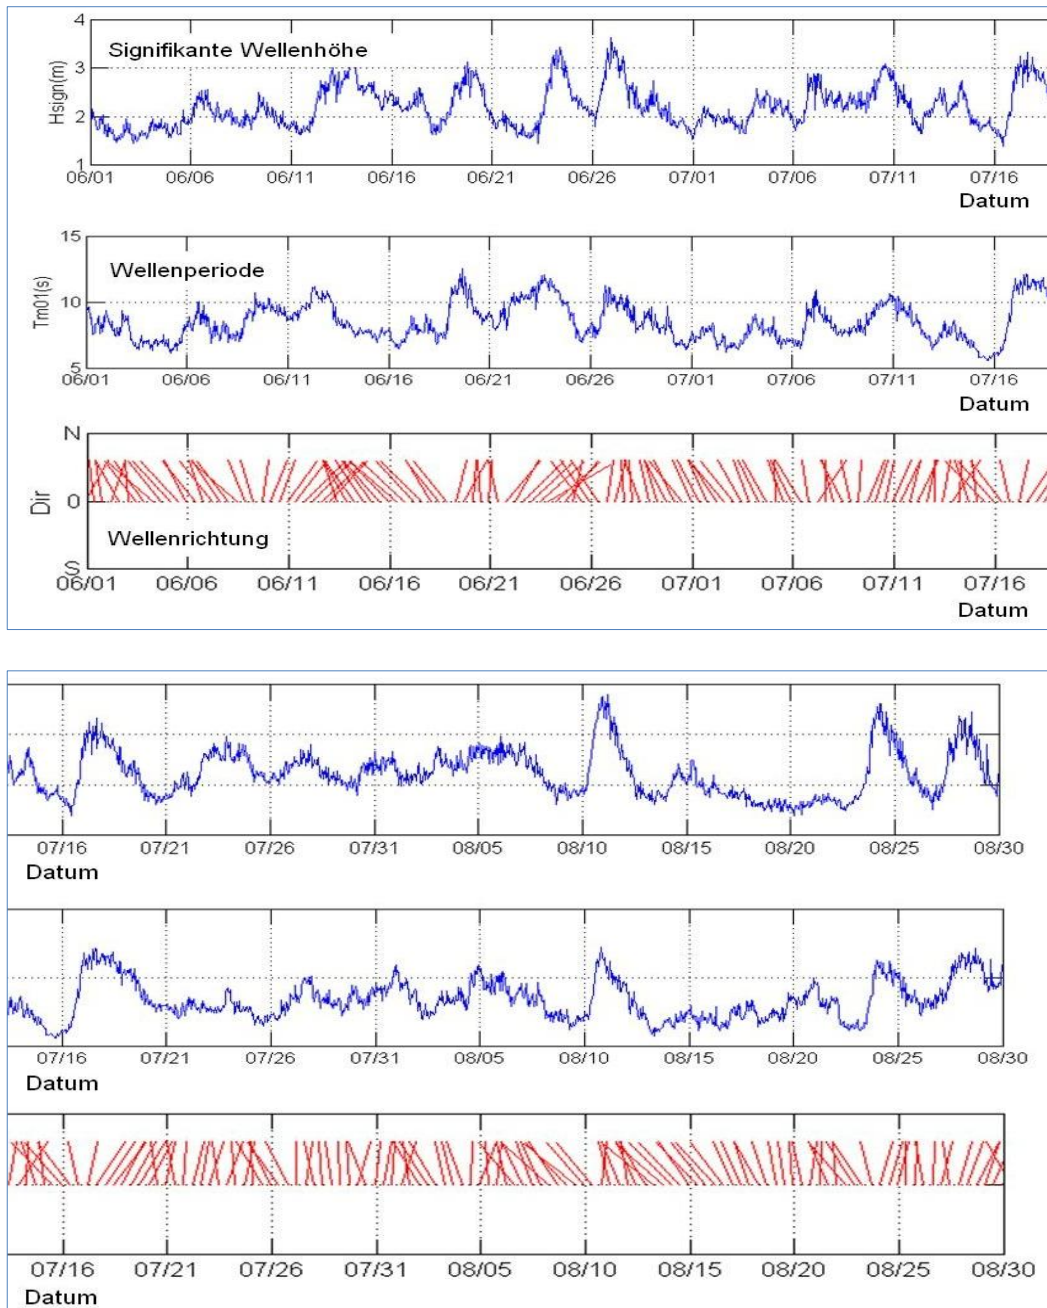 4
Signifikante Wellenhöhe
3
Hsign(m)
2
1
06/01 06/06 06/11 06/16 06/21 06/26 07/01 07/06 07/11 07/16
Datum
15
Wellenperiode
10
Tm01(s)
5
06/01 06/06 06/11 06/16 06/21 06/26 07/01 07/06 07/11 07/16
Datum
N
Dir
0
Wellenrichtung
S
06/01 06/06 06/11 06/16 06/21 06/26 07/01 07/06 07/11 07/16
Datum
07/16 07/21 07/26 07/31 08/05 08/10 08/15 08/20 08/25 08/30
Datum
07/16 07/21 07/26 07/31 08/05 08/10 08/15 08/20 08/25 08/30
Datum
07/16 07/21 07/26 07/31 08/05 08/10 08/15 08/20 08/25 08/30
Datum